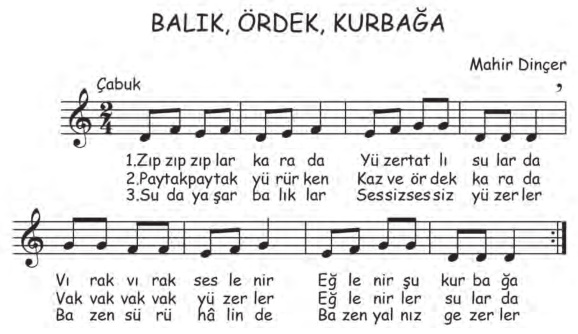 BALIK, ÖRDEK, KURBAĞA
Mahir Dinçer
Çabuk
2
4
1.Zıp zıp zıp lar ka ra da Yü zertat lı su lar da
2.Paytakpaytak yü rür ken Kaz ve ör dek ka ra da
3.Su da ya şar ba lık lar Sessizsessiz yü zer ler
Vı rak vı rak ses le nir Eğ le nir şu kur ba ğa
Vak vak vak vak yü zer ler Eğ le nir ler su lar da
Ba zen sü rü hâ lin de Ba zen yal nız ge zer ler